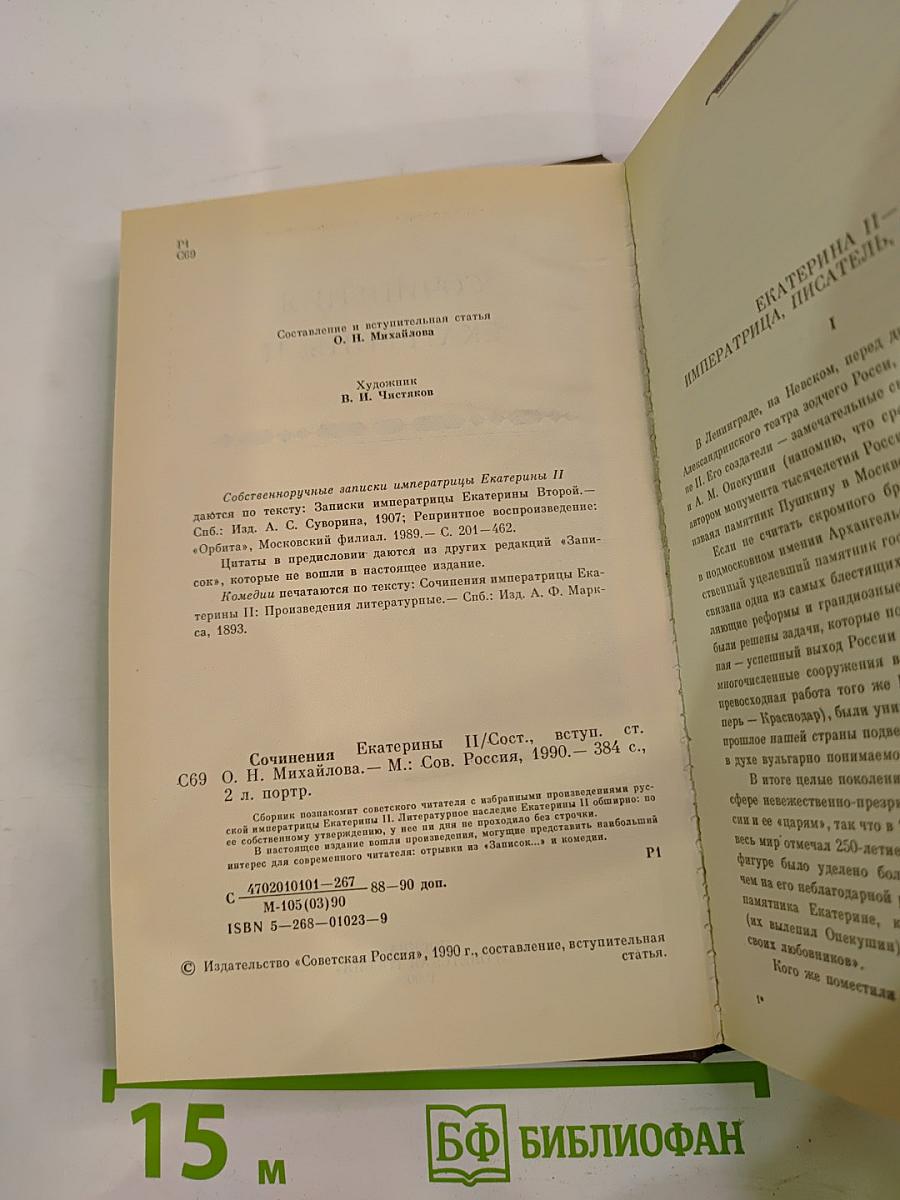 Р1
С69
Составление и вступительная статья
О. Н. Михайлова
Художник
В. И. Чистяков
Собственноручные записки императрицы Екатерины II
даются по тексту: Записки императрицы Екатерины Второй.—
Спб.: Изд. А. С. Суворина, 1907; Репринтное воспроизведение:
«Орбита», Московский филиал. 1989.— С. 201—462.
Цитаты в предисловии даются из других редакций «Запи-
сок», которые не вошли в настоящее издание.
Комедии печатаются по тексту: Сочинения императрицы Ека-
терины II: Произведения литературные.— Спб.: Изд. А. Ф. Марк-
са, 1893.
Сочинения Екатерины II/Сост., вступ. ст.
С69 О. Н. Михайлова.— М.: Сов. Россия, 1990.— 384 с.,
2 л. портр.
Сборник познакомит советского читателя с избранными произведениями рус-
ской императрицы Екатерины II. Литературное наследие Екатерины II обширно: по
ее собственному утверждению, у нее ни дня не проходило без строчки.
В настоящее издание вошли произведения, могущие представить наибольший
интерес для современного читателя: отрывки из «Записок...» и комедии.
С 4702010101—267 88—90 доп.
М-105(03)90
Р1
ISBN 5—268—01023—9
© Издательство «Советская Россия», 1990 г., составление, вступительная
статья.
ЕКАТЕРИНА II—
ИМПЕРАТРИЦА, ПИСАТЕЛЬ,
I
В Ленинграде, на Невском, перед
Александринского театра зодчего Росси,
не II. Его создатели — замечательные
и А. М. Опекушин (напомню, что
автором монумента тысячелетия
изваял памятник Пушкину в Москве
Если не считать скромного
в подмосковном имении
ственный уцелевший памятник
связана одна из самых блестящих
ляющие реформы и грандиозные
были решены задачи, которые
ная — успешный выход России
многочисленные сооружения
превосходная работа того же
перь — Краснодар), были
прошлое нашей страны
в духе вульгарно
В итоге целые
сфере
сии и ее «царям», так что в
весь мир отмечал 250-летие
фигуре было уделено
чем на его неблагодарной
памятника Екатерине,
(их вылепил Опекушин)
своих любовников».
Кого же поместили
1*
15 м
БФ БИБЛИОФАН